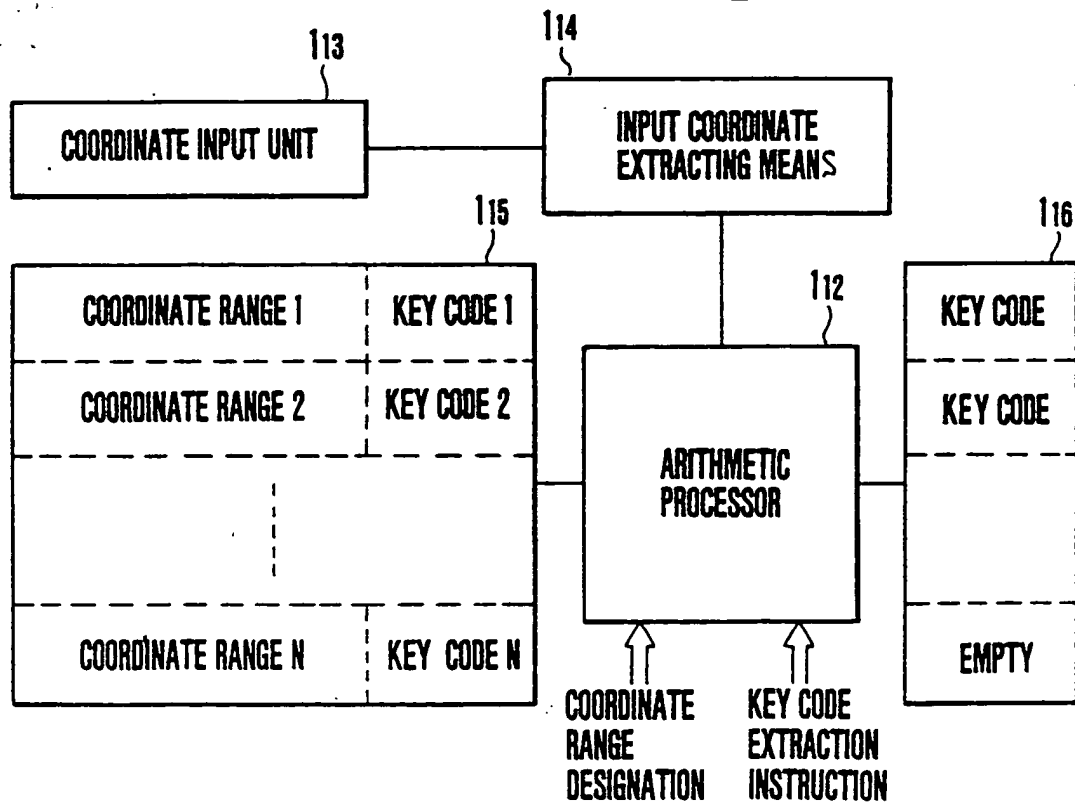 113
114
COORDINATE INPUT UNIT
INPUT COORDINATE
EXTRACTING MEANS
115
116
COORDINATE RANGE 1
KEY CODE 1
112
KEY CODE
COORDINATE RANGE 2
KEY CODE 2
KEY CODE
ARITHMETIC
PROCESSOR
COORDINATE RANGE N
KEY CODE N
EMPTY
COORDINATE
RANGE
DESIGNATION
KEY CODE
EXTRACTION
INSTRUCTION